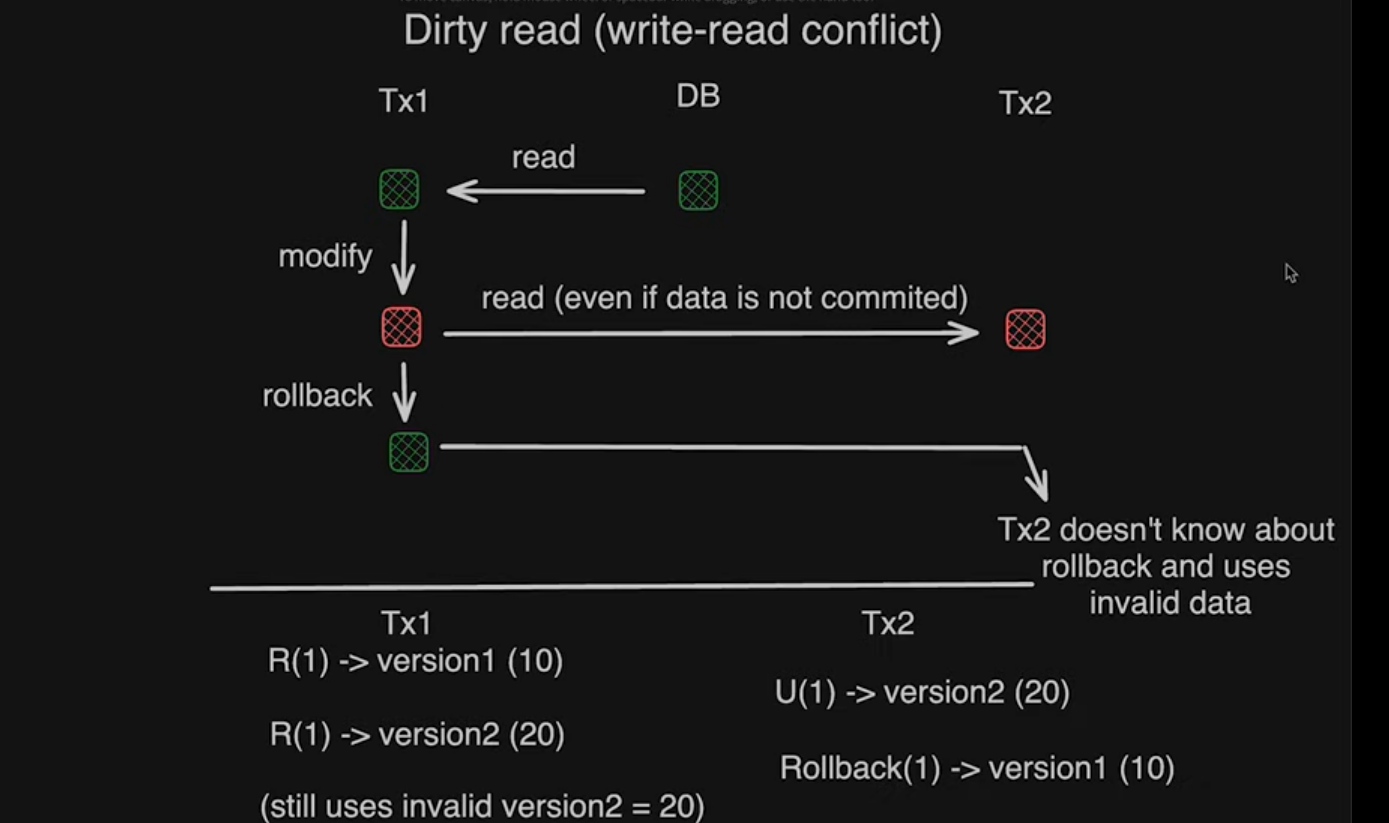 Dirty read (write-read conflict)
Tx1
DB
Tx2
read
modify
read (even if data is not commited)
rollback
Tx2 doesn't know about
rollback and uses
invalid data
Tx1
Tx2
R(1) -> version1 (10)
U(1) -> version2 (20)
R(1) -> version2 (20)
Rollback(1) -> version1 (10)
(still uses invalid version2 = 20)